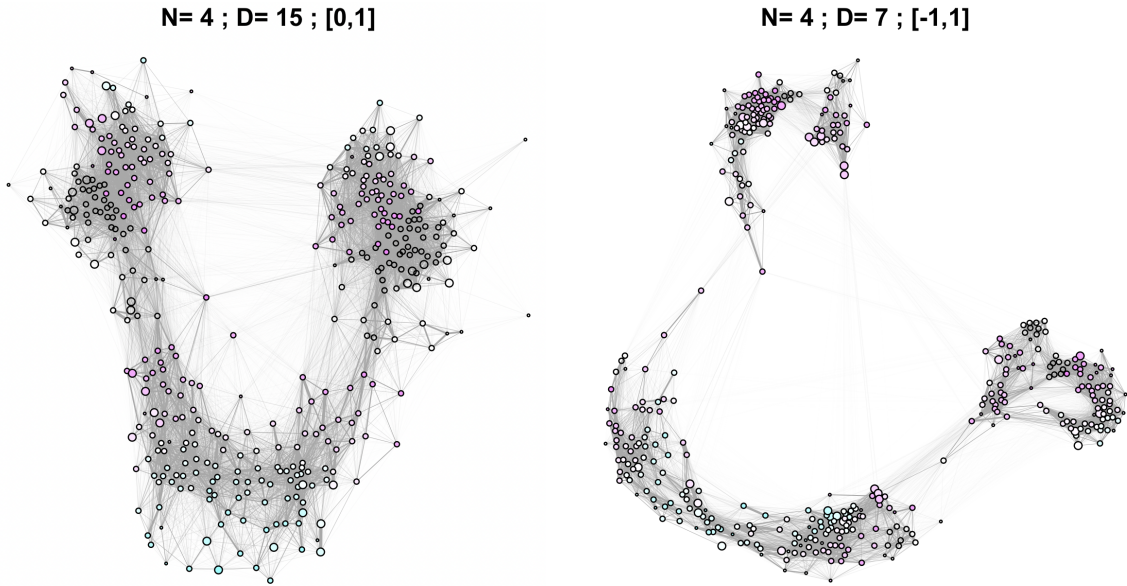 N= 4 ; D= 15 ; [0,1]
N= 4 ; D= 7 ; [-1,1]